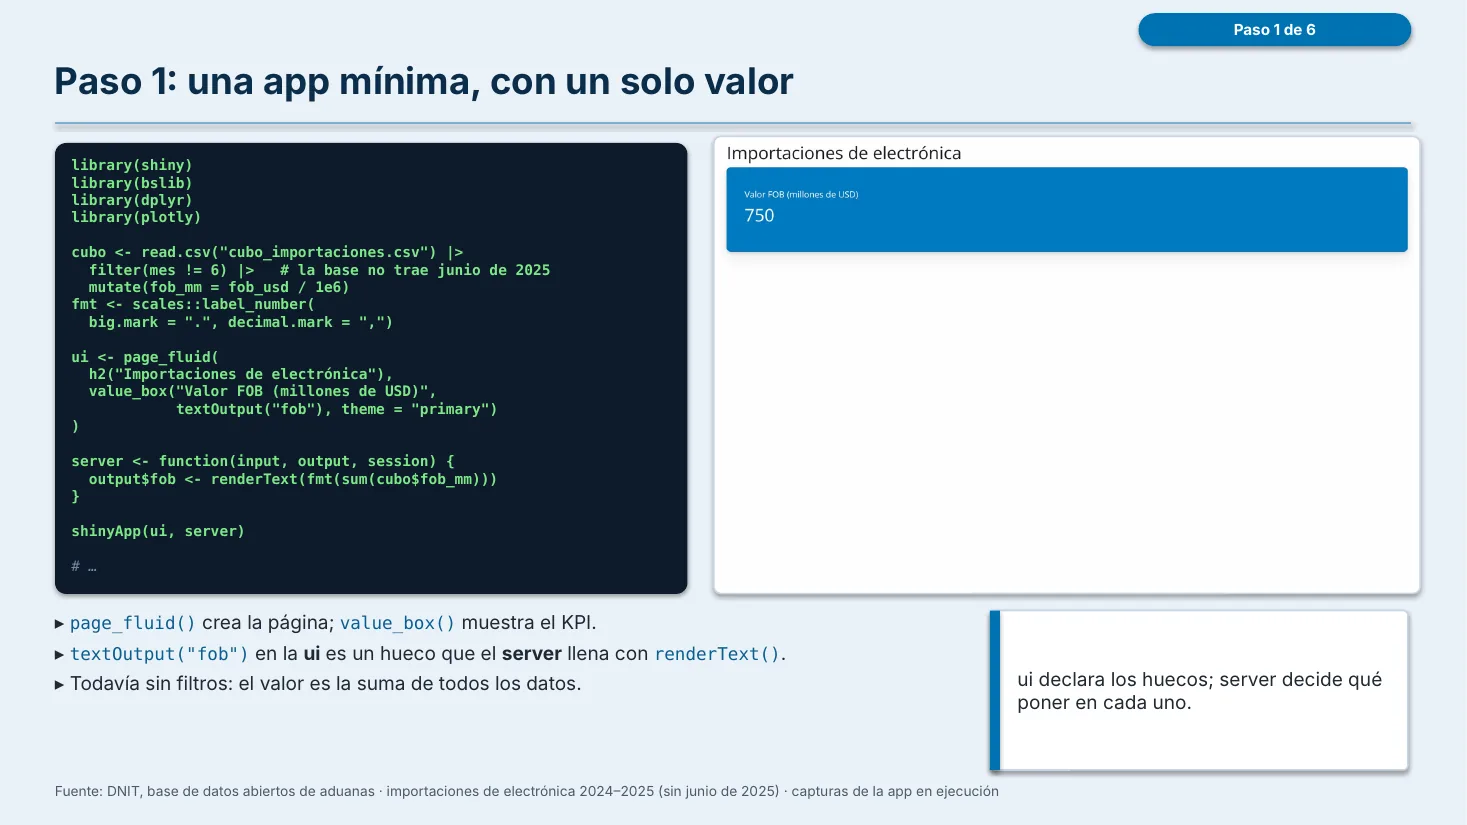 Paso 1 de 6
Paso 1: una app mínima, con un solo valor
library(shiny)
library(bslib)
library(dplyr)
library(plotly)
cubo <- read.csv("cubo_importaciones.csv") |>
  filter(mes != 6) |>   # la base no trae junio de 2025
  mutate(fob_mm = fob_usd / 1e6)
fmt <- scales::label_number(
  big.mark = ".", decimal.mark = ",")
ui <- page_fluid(
  h2("Importaciones de electrónica"),
  value_box("Valor FOB (millones de USD)",
            textOutput("fob"), theme = "primary")
)
server <- function(input, output, session) {
  output$fob <- renderText(fmt(sum(cubo$fob_mm)))
}
shinyApp(ui, server)
# …
Importaciones de electrónica
Valor FOB (millones de USD)
750
▸ page_fluid() crea la página; value_box() muestra el KPI.
▸ textOutput("fob") en la ui es un hueco que el server llena con renderText().
▸ Todavía sin filtros: el valor es la suma de todos los datos.
ui declara los huecos; server decide qué
poner en cada uno.
Fuente: DNIT, base de datos abiertos de aduanas · importaciones de electrónica 2024–2025 (sin junio de 2025) · capturas de la app en ejecución